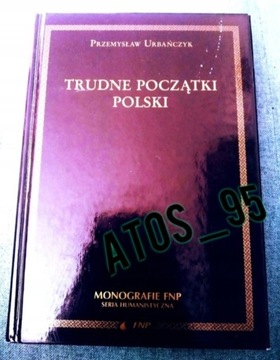 PRZEMYSŁAW URBAŃCZYK
TRUDNE POCZĄTKI
POLSKI
ATOS_95
MONOGRAFIE FNP
SERIA HUMANISTYCZNA
FNP